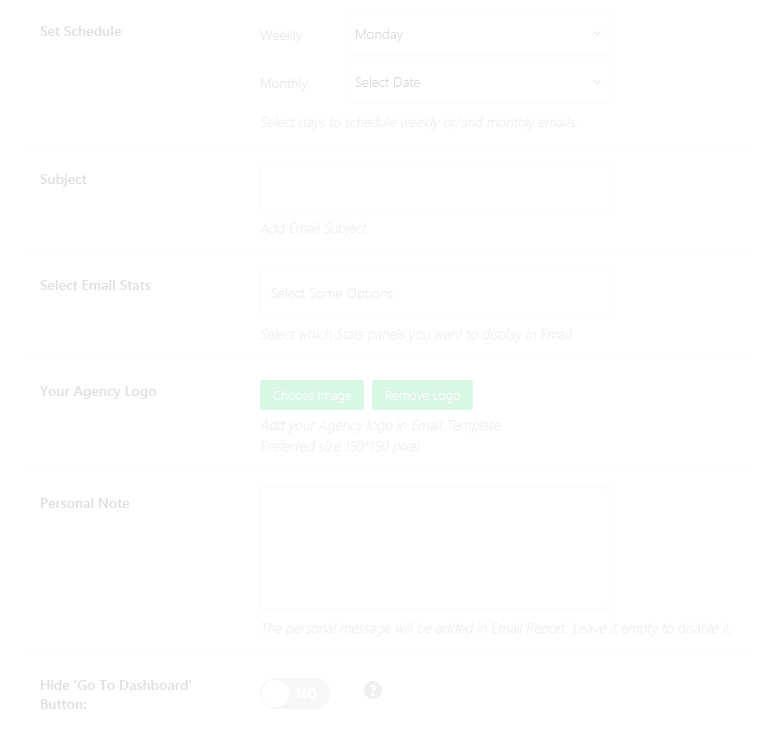 Set Schedule
Weekly
Monday
Monthly
Select Date
Select days to schedule weekly or/and monthly emails.
Subject
Add Email Subject
Select Email Stats
Select Some Options
Select which Stats panels you want to display in Email.
Your Agency Logo
Choose Image
Remove Logo
Add your Agency logo in Email Template.
Preferred size 150*150 pixel
Personal Note
The personal message will be added in Email Report. Leave it empty to disable it.
Hide 'Go To Dashboard'
Button:
NO
?